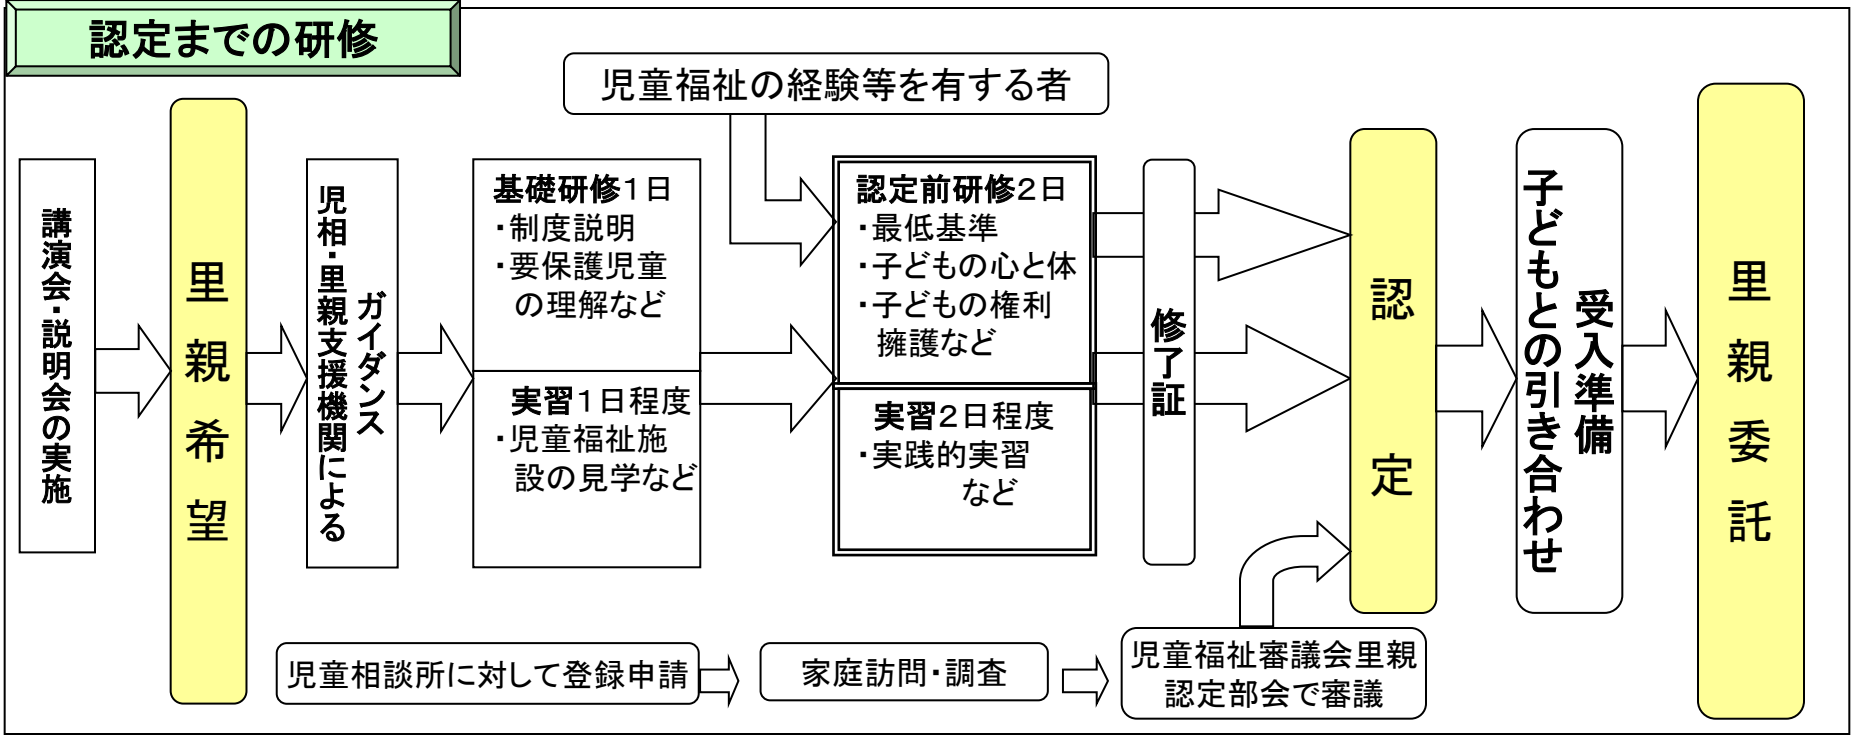 認定までの研修
児童福祉の経験等を有する者
講演会・説明会の実施
里親希望
児相・里親支援機関による
ガイダンス
基礎研修１日
・制度説明
・要保護児童
の理解など
実習１日程度
・児童福祉施
設の見学など
認定前研修２日
・最低基準
・子どもの心と体
・子どもの権利
擁護など
実習２日程度
・実践的実習
など
修了証
認定
子どもとの引き合わせ
受入準備
里親委託
児童相談所に対して登録申請
家庭訪問・調査
児童福祉審議会里親
認定部会で審議